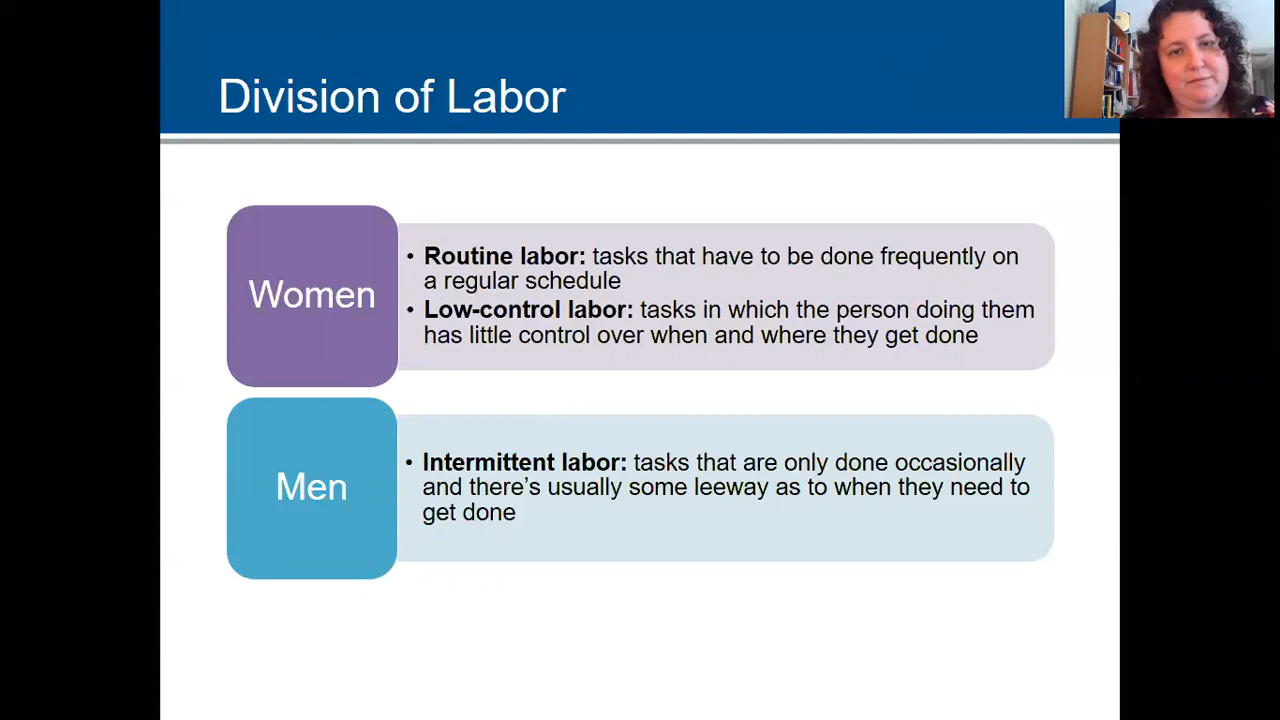 Division of Labor
Women
• Routine labor: tasks that have to be done frequently on
a regular schedule
• Low-control labor: tasks in which the person doing them
has little control over when and where they get done
Men
• Intermittent labor: tasks that are only done occasionally
and there’s usually some leeway as to when they need to
get done